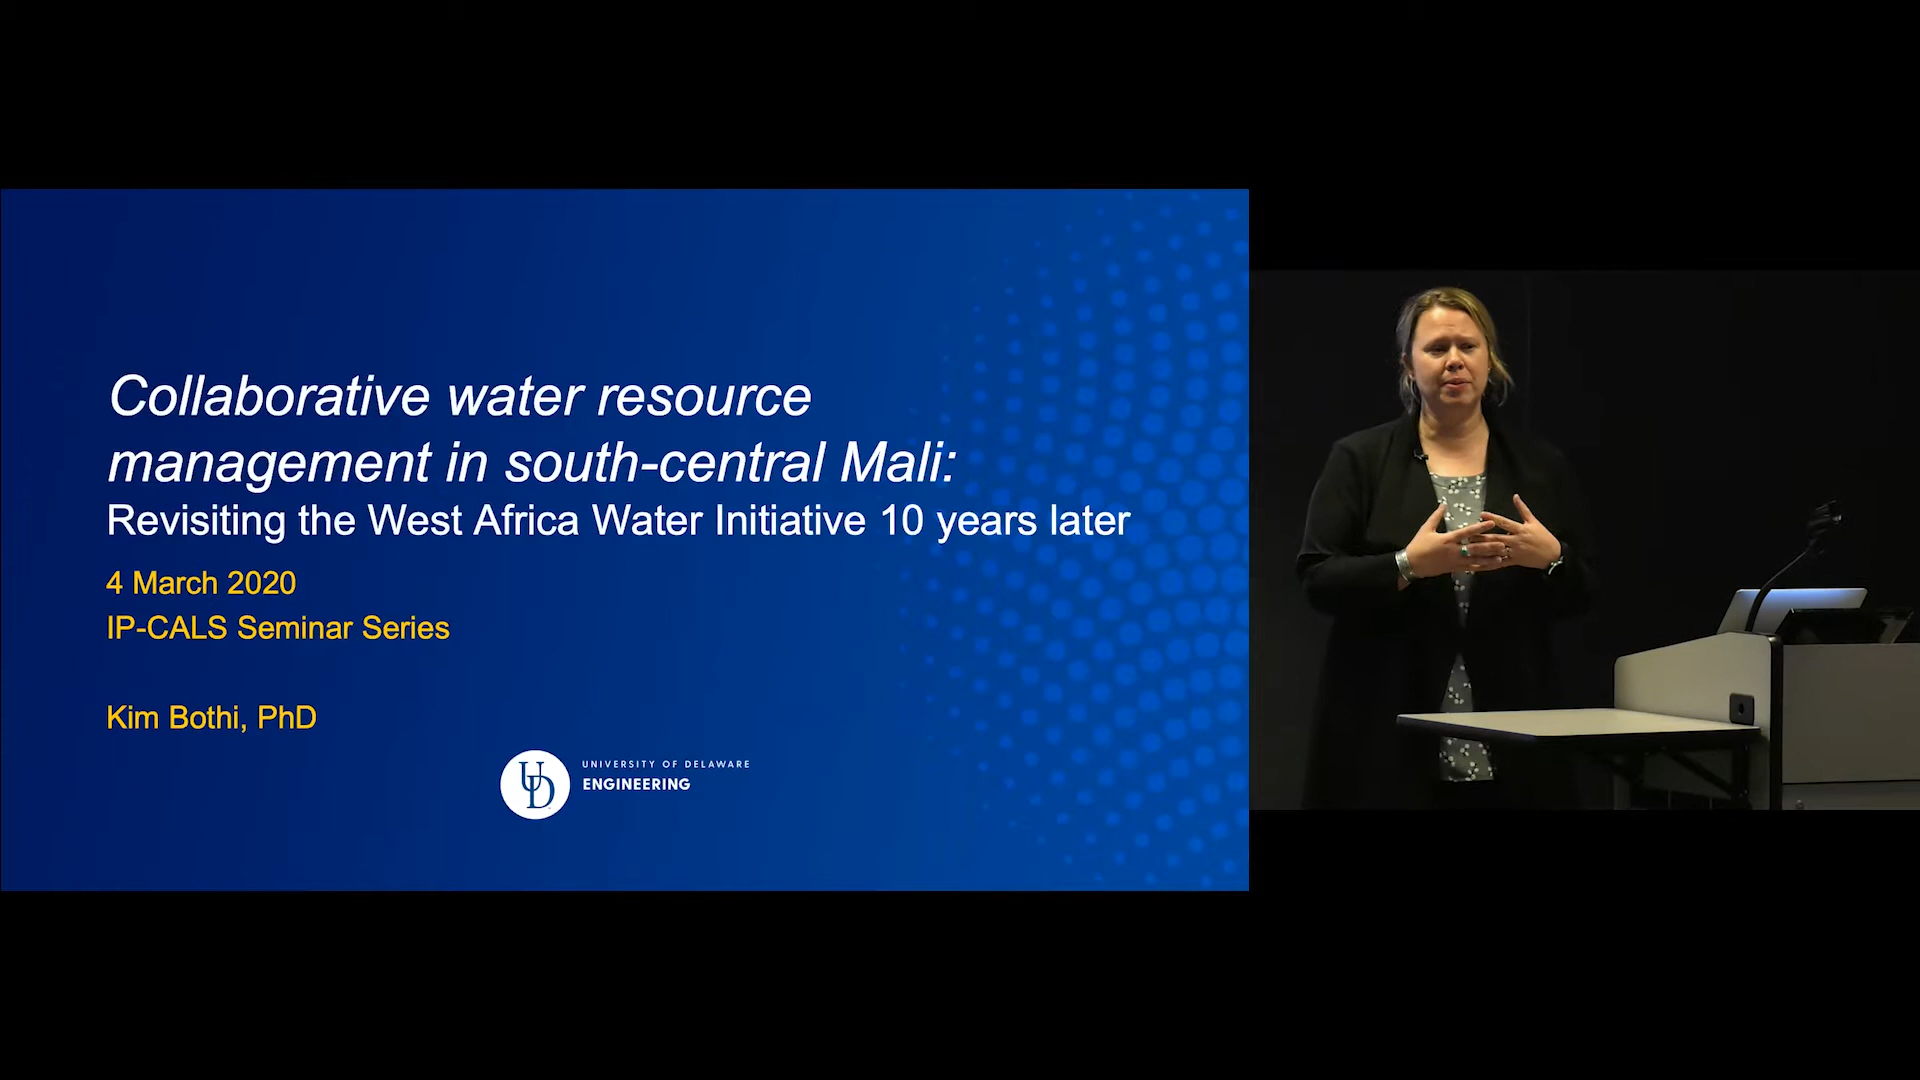 Collaborative water resource
management in south-central Mali:
Revisiting the West Africa Water Initiative 10 years later
4 March 2020
IP-CALS Seminar Series
Kim Bothi, PhD
UD
UNIVERSITY OF DELAWARE
ENGINEERING